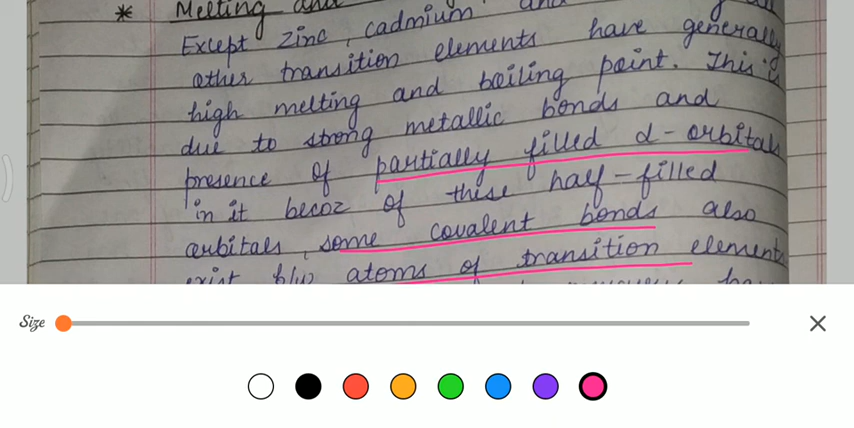 * Melting and
Except zinc, cadmium and
other transition elements have generally
high melting and boiling point. This is
due to strong metallic bonds and
presence of partially filled d-orbitals
in it becoz of these half-filled
orbitals, some covalent bonds also
exist b/w atoms of transition elements
Size